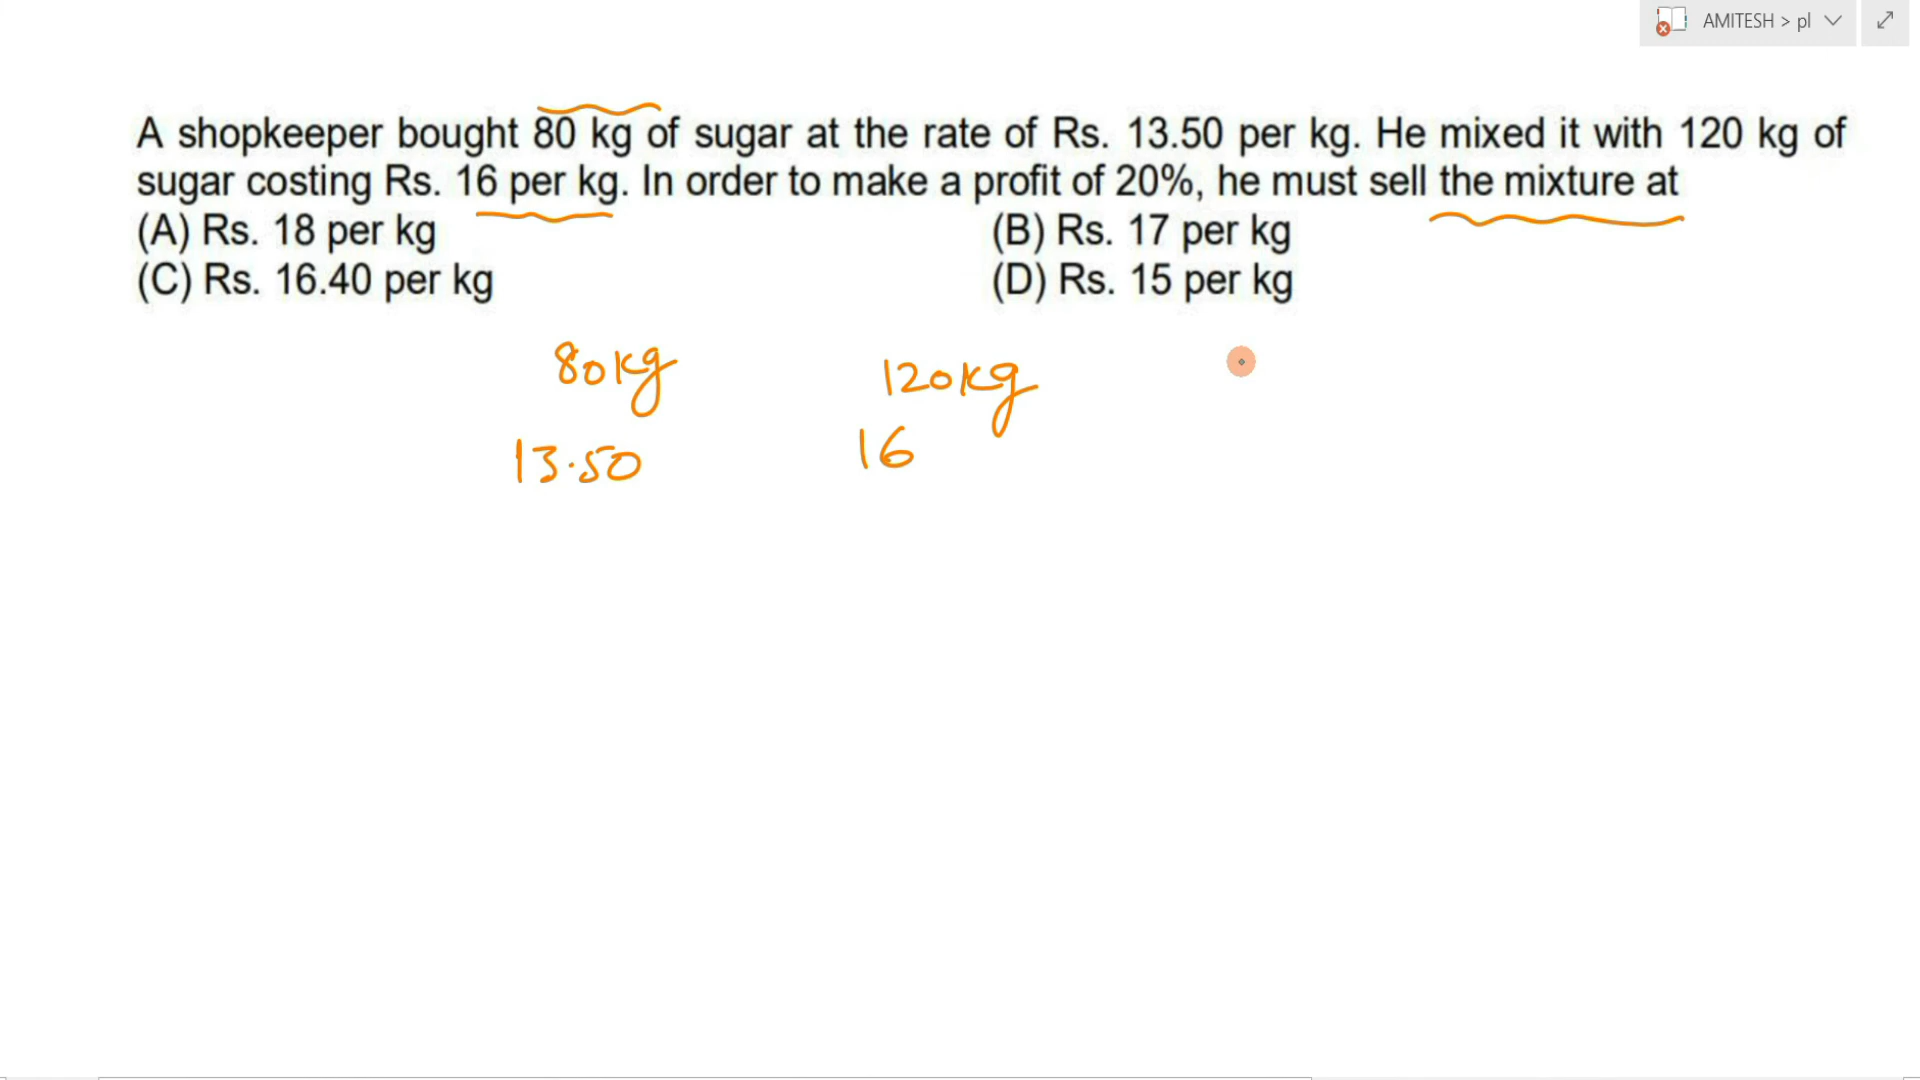 AMITESH > pl
A shopkeeper bought 80 kg of sugar at the rate of Rs. 13.50 per kg. He mixed it with 120 kg of
sugar costing Rs. 16 per kg. In order to make a profit of 20%, he must sell the mixture at
(A) Rs. 18 per kg (B) Rs. 17 per kg
(C) Rs. 16.40 per kg (D) Rs. 15 per kg
80kg 120kg
13.50 16